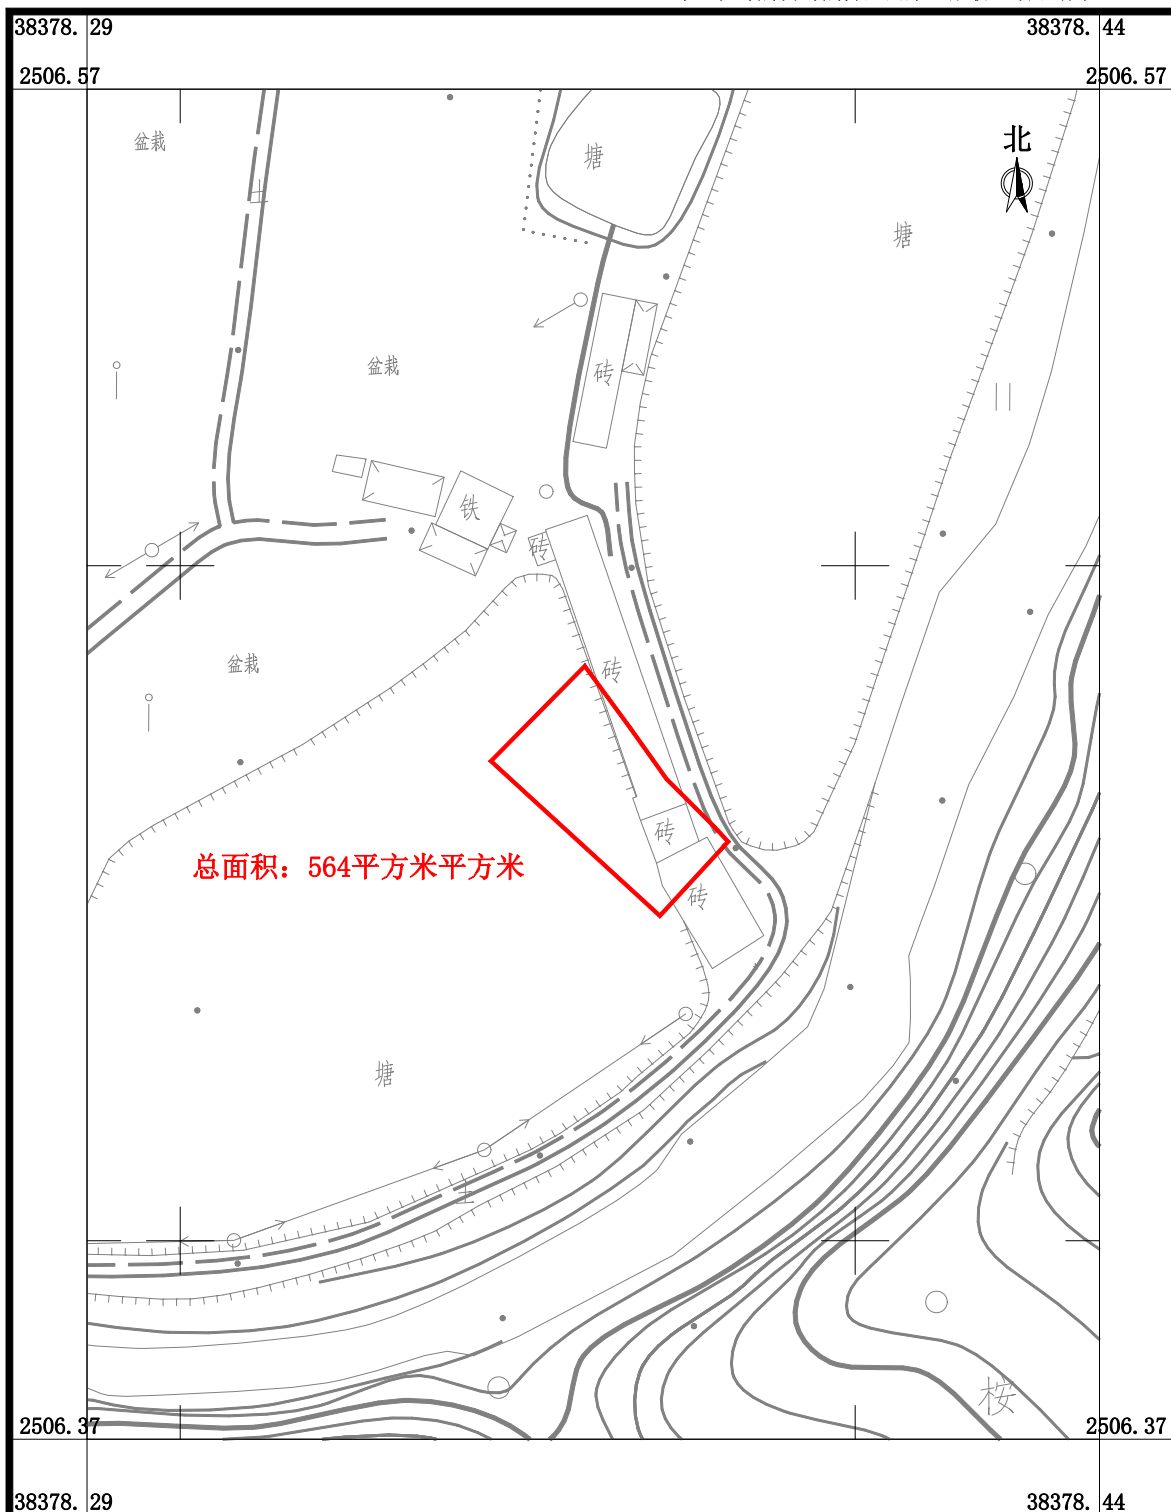 38378. 29
38378. 44
2506.57
2506.57
盆栽
塘
北
土
塘
盆栽
砖
铁
砖
盆栽
砖
砖
总面积：564平方米平方米
砖
塘
土
桉
2506.37
2506.37
38378. 29
38378. 44